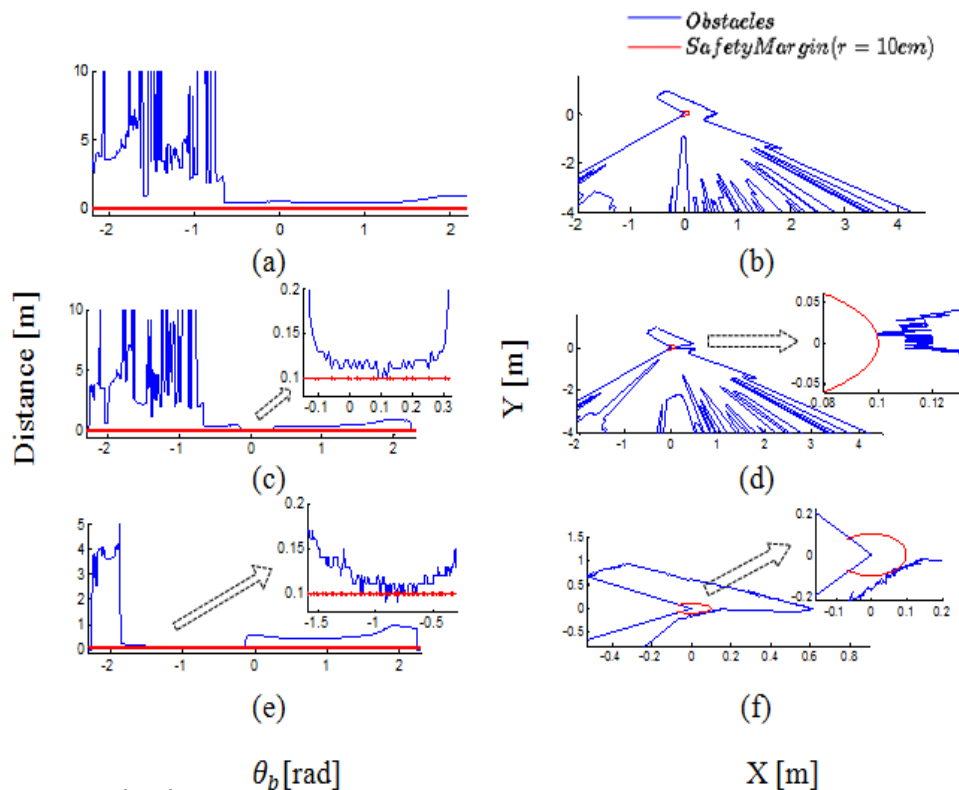 Obstacles
SafetyMargin(r = 10cm)
10
5
0
-2 -1 0 1 2
(a)
0
-2
-4
-2 -1 0 1 2 3 4
(b)
Distance [m]
10
5
0
-2 -1 0 1 2
0.2
0.15
0.1
-0.1 0 0.1 0.2 0.3
(c)
Y [m]
0
-2
-4
-2 -1 0 1 2 3 4
0.05
0
-0.05
0.08 0.1 0.12
(d)
5
4
3
2
1
0
-2 -1 0 1 2
0.2
0.15
0.1
-1.5 -1 -0.5
(e)
1.5
1
0.5
0
-0.5
-0.4 -0.2 0 0.2 0.4 0.6 0.8
0.2
0
-0.2
-0.1 0 0.1 0.2
(f)
θb [rad]
X [m]